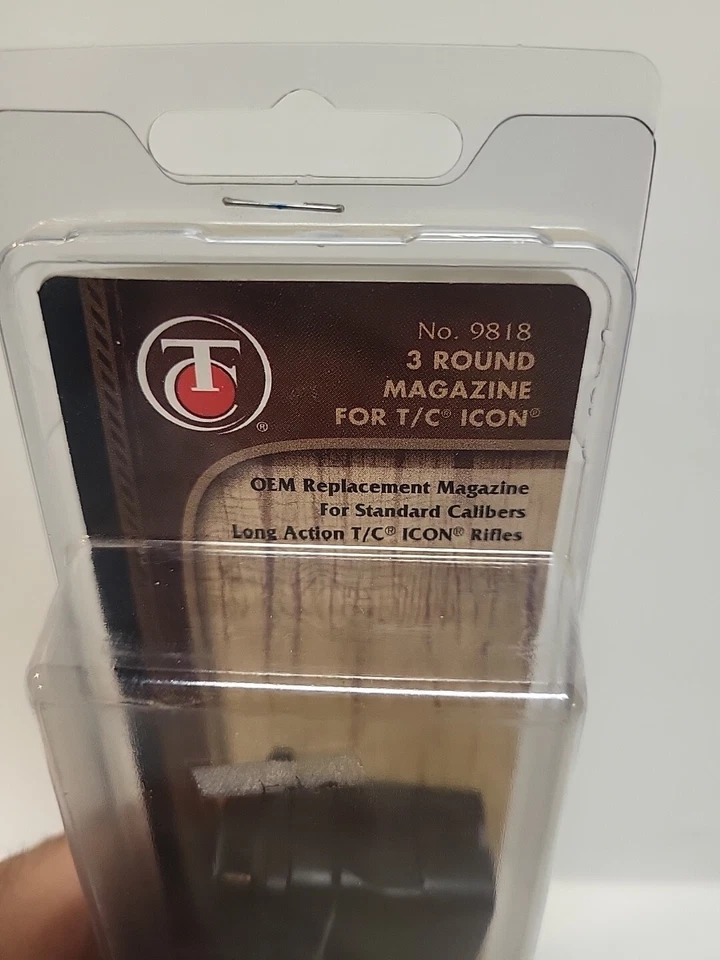 TC®
No. 9818
3 ROUND
MAGAZINE
FOR T/C® ICON®
OEM Replacement Magazine
For Standard Calibers
Long Action T/C® ICON® Rifles